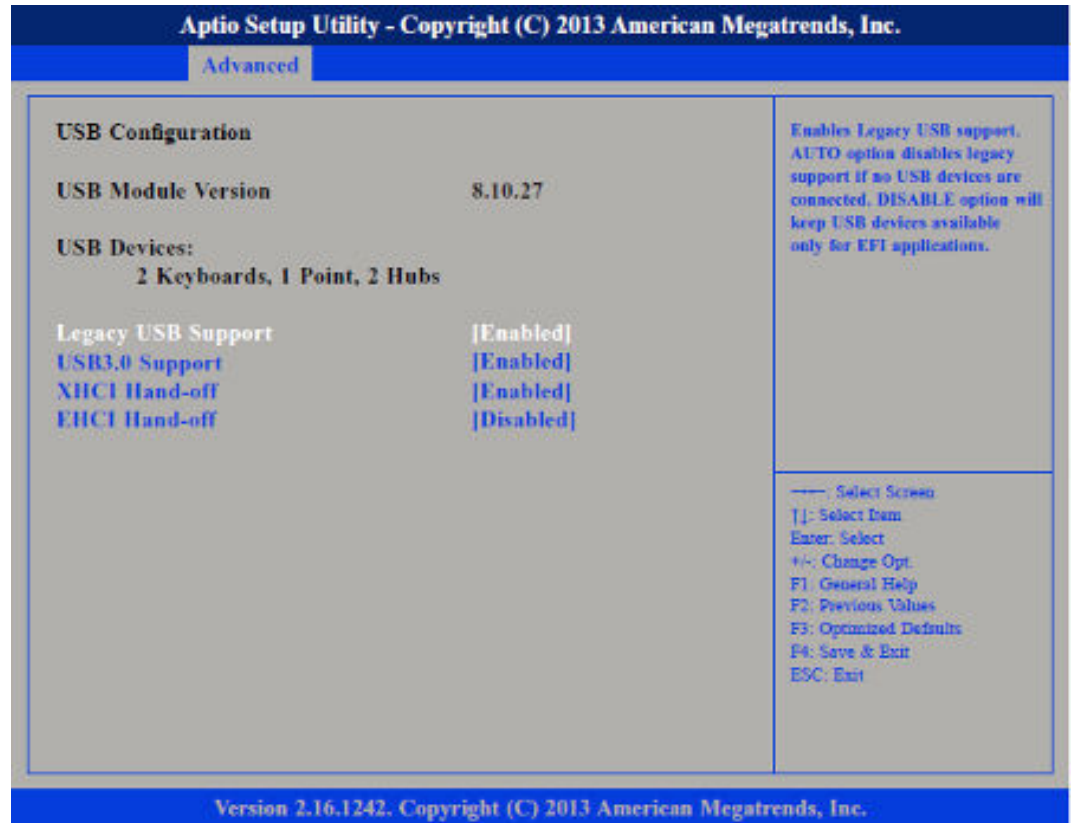 Aptio Setup Utility - Copyright (C) 2013 American Megatrends, Inc.
Advanced
USB Configuration
USB Module Version 8.10.27
USB Devices:
2 Keyboards, 1 Point, 2 Hubs
Legacy USB Support [Enabled]
USB3.0 Support [Enabled]
XHCI Hand-off [Enabled]
EHCI Hand-off [Disabled]
Enables Legacy USB support.
AUTO option disables legacy
support if no USB devices are
connected. DISABLE option will
keep USB devices available
only for EFI applications.
: Select Screen
↑↓: Select Item
Enter: Select
+/-: Change Opt.
F1: General Help
F2: Previous Values
F3: Optimized Defaults
F4: Save & Exit
ESC: Exit
Version 2.16.1242. Copyright (C) 2013 American Megatrends, Inc.